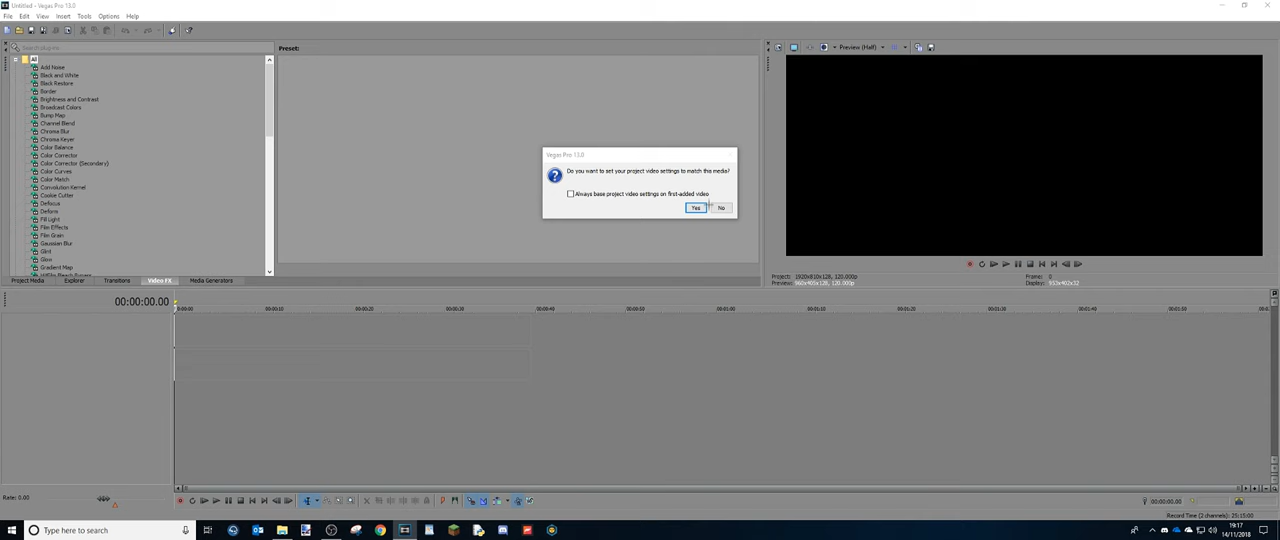 Untitled - Vegas Pro 13.0
File Edit View Insert Tools Options Help
Search plug-ins
Preset:
Preview (Half)
All
Add Noise
Black and White
Black Restore
Border
Brightness and Contrast
Broadcast Colors
Bump Map
Channel Blend
Chroma Blur
Chroma Keyer
Color Balance
Color Corrector
Color Corrector (Secondary)
Color Curves
Color Match
Convolution Kernel
Cookie Cutter
Defocus
Deform
Fill Light
Film Effects
Film Grain
Gaussian Blur
Glint
Glow
Gradient Map
Vegas Pro 13.0
Do you want to set your project video settings to match this media?
Always base project video settings on first-added video
Yes No
Project: 1920x810x128, 120.000p
Frame: 0
Preview: 960x405x128, 120.000p
Display: 953x402x32
Project Media Explorer Transitions Video FX Media Generators
00:00:00.00
0:00:00 00:00:10 00:00:20 00:00:30 00:00:40 00:00:50 00:01:00 00:01:10 00:01:20 00:01:30 00:01:40 00:01:50
Rate: 0.00
00:00:00.00
Record Time (2 channels): 25:15:00
Type here to search
19:17
14/11/2018